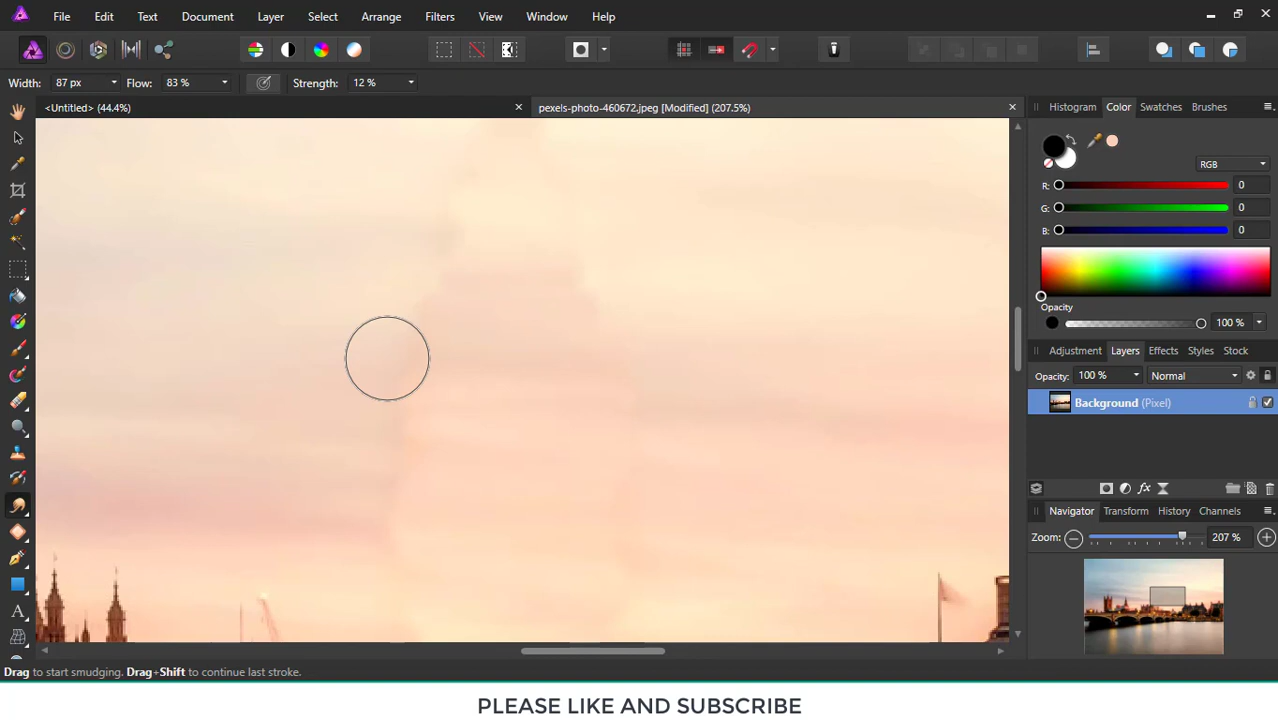 File Edit Text Document Layer Select Arrange Filters View Window Help
Width: 87 px Flow: 83 % Strength: 12 %
<Untitled> (44.4%) pexels-photo-460672.jpeg [Modified] (207.5%)
Histogram Color Swatches Brushes
RGB
R: 0
G: 0
B: 0
Opacity
100 %
Adjustment Layers Effects Styles Stock
Opacity: 100 % Normal
Background (Pixel)
Navigator Transform History Channels
Zoom: 207 %
Drag to start smudging. Drag+Shift to continue last stroke.
PLEASE LIKE AND SUBSCRIBE